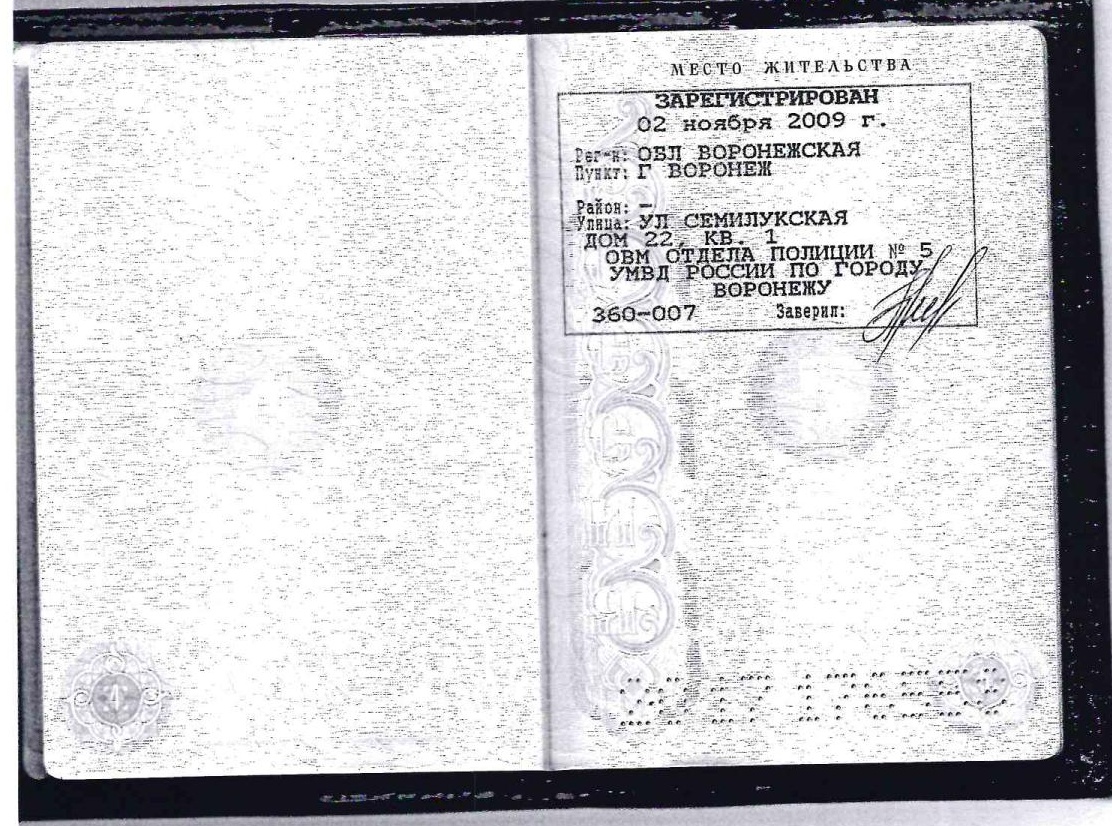 МЕСТО ЖИТЕЛЬСТВА
ЗАРЕГИСТРИРОВАН
02 ноября 2009 г.
Рег-н: ОБЛ ВОРОНЕЖСКАЯ
Пункт: Г ВОРОНЕЖ
Район: –
Улица: УЛ СЕМИЛУКСКАЯ
ДОМ 22, КВ. 1
ОВМ ОТДЕЛА ПОЛИЦИИ № 5
УМВД РОССИИ ПО ГОРОДУ
ВОРОНЕЖУ
360-007 Заверил: